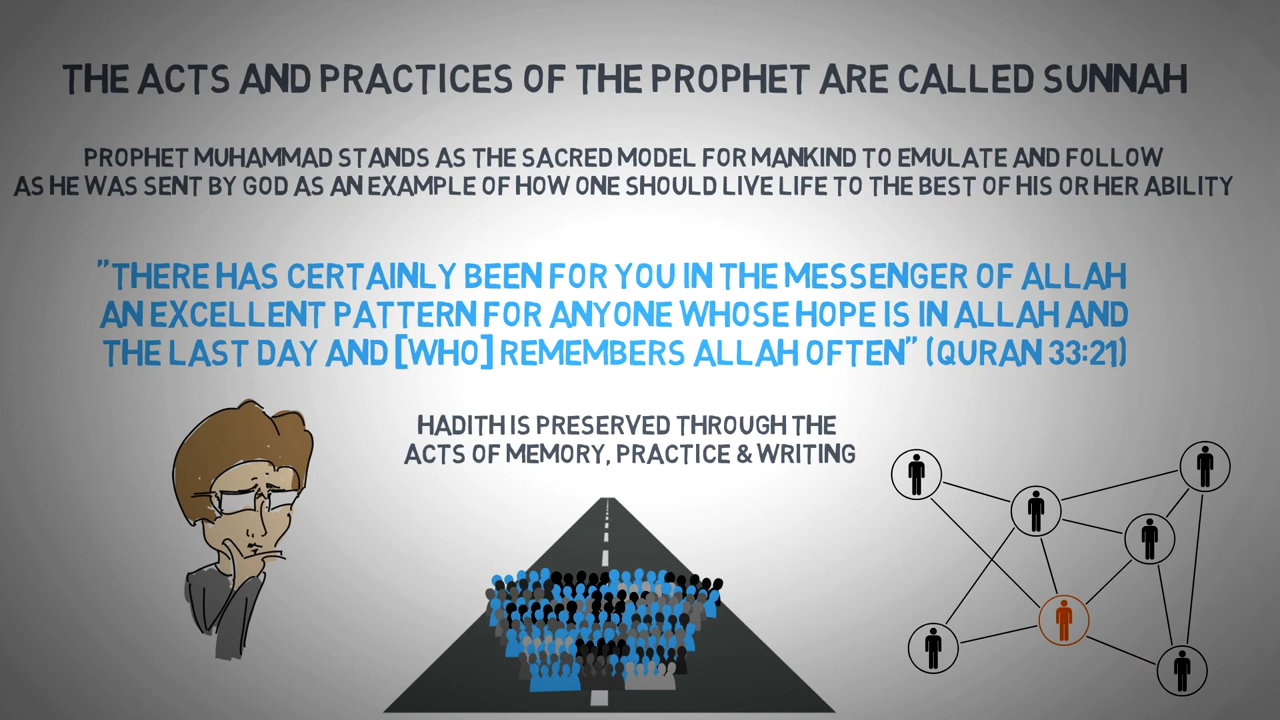 THE ACTS AND PRACTICES OF THE PROPHET ARE CALLED SUNNAH
PROPHET MUHAMMAD STANDS AS THE SACRED MODEL FOR MANKIND TO EMULATE AND FOLLOW
AS HE WAS SENT BY GOD AS AN EXAMPLE OF HOW ONE SHOULD LIVE LIFE TO THE BEST OF HIS OR HER ABILITY
"THERE HAS CERTAINLY BEEN FOR YOU IN THE MESSENGER OF ALLAH
AN EXCELLENT PATTERN FOR ANYONE WHOSE HOPE IS IN ALLAH AND
THE LAST DAY AND [WHO] REMEMBERS ALLAH OFTEN" (QURAN 33:21)
HADITH IS PRESERVED THROUGH THE
ACTS OF MEMORY, PRACTICE & WRITING